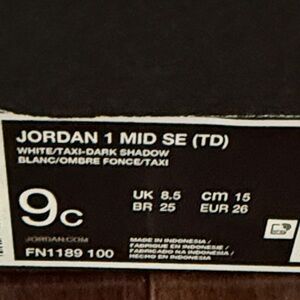 JORDAN 1 MID SE (TD)
WHITE/TAXI-DARK SHADOW
BLANC/OMBRE FONCE/TAXI
9c
UK 8.5 cm 15
BR 25 EUR 26
JORDAN.COM
FN1189 100
MADE IN INDONESIA /
FABRIQUE EN INDONESIE /
FABRICADO NA INDONESIA /
HECHO EN INDONESIA